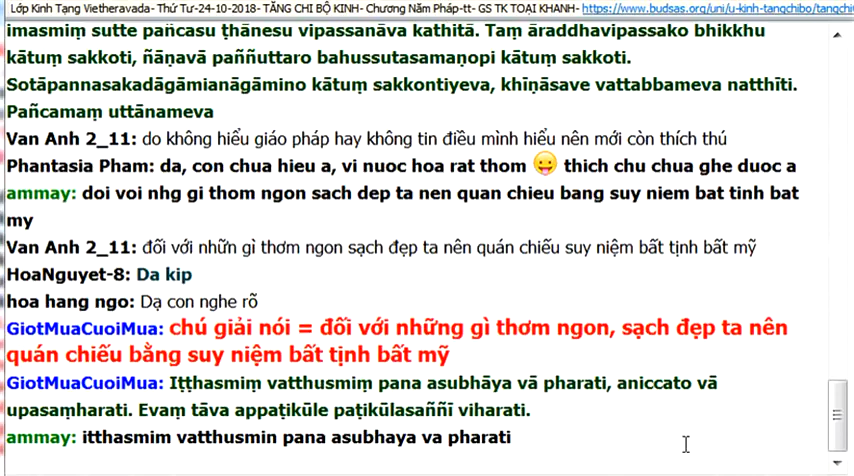 Lớp Kinh Tạng Vietheravada- Thứ Tư-24-10-2018- TĂNG CHI BỘ KINH- Chương Năm Pháp-tt- GS TK TOẠI KHANH- https://www.budsas.org/uni/u-kinh-tangchibo/tangchi
imasmiṃ sutte pañcasu ṭhānesu vipassanāva kathitā. Taṃ āraddhavipassako bhikkhu
kātuṃ sakkoti, ñāṇavā paññuttaro bahussutasamaṇopi kātuṃ sakkoti.
Sotāpannasakadāgāmianāgāmino kātuṃ sakkontiyeva, khīṇāsave vattabbameva natthīti.
Pañcamaṃ uttānameva
Van Anh 2_11: do không hiểu giáo pháp hay không tin điều mình hiểu nên mới còn thích thú
Phantasia Pham: da, con chua hieu a, vi nuoc hoa rat thom 😛 thich chu chua ghe duoc a
ammay: doi voi nhg gi thom ngon sach dep ta nen quan chieu bang suy niem bat tinh bat
my
Van Anh 2_11: đối với nhữn gì thơm ngon sạch đẹp ta nên quán chiếu suy niệm bất tịnh bất mỹ
HoaNguyet-8: Da kip
hoa hang ngo: Dạ con nghe rõ
GiotMuaCuoiMua: chú giải nói = đối với những gì thơm ngon, sạch đẹp ta nên
quán chiếu bằng suy niệm bất tịnh bất mỹ
GiotMuaCuoiMua: Iṭṭhasmiṃ vatthusmiṃ pana asubhāya vā pharati, aniccato vā
upasaṃharati. Evaṃ tāva appaṭikūle paṭikūlasaññī viharati.
ammay: itthasmim vatthusmin pana asubhaya va pharati